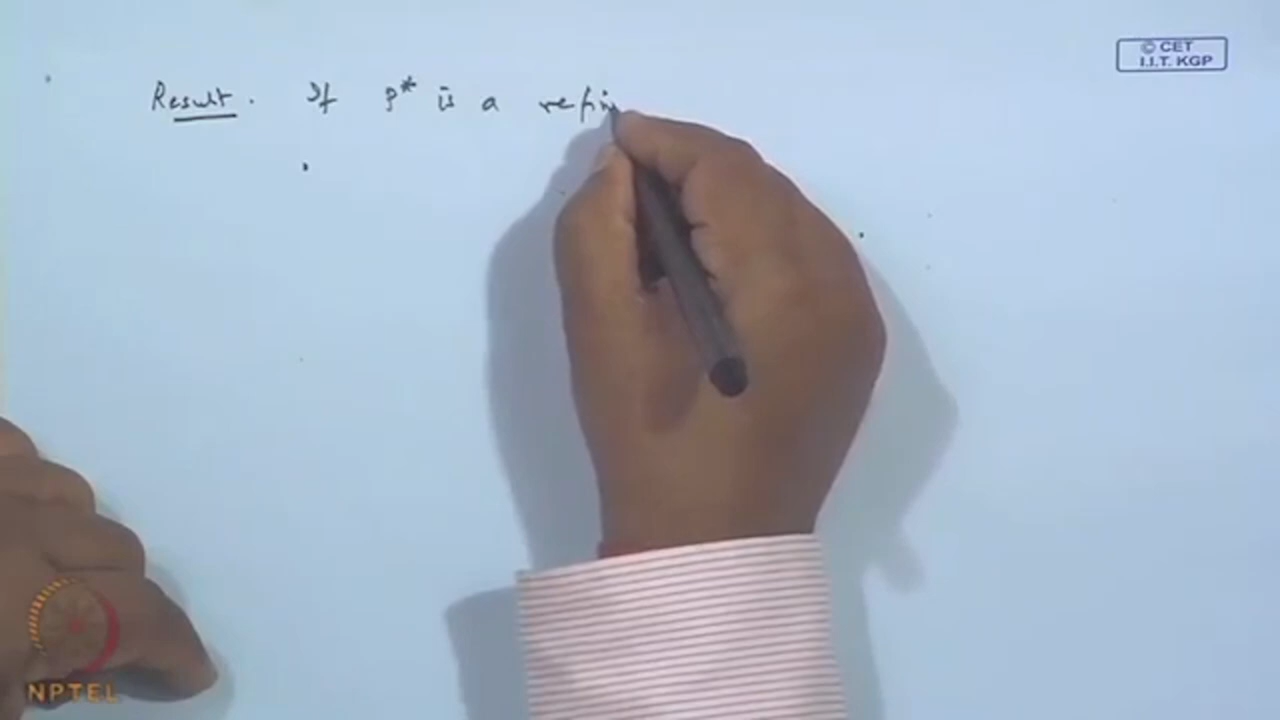 © CET
I.I.T. KGP
Result. If P* is a refin
NPTEL